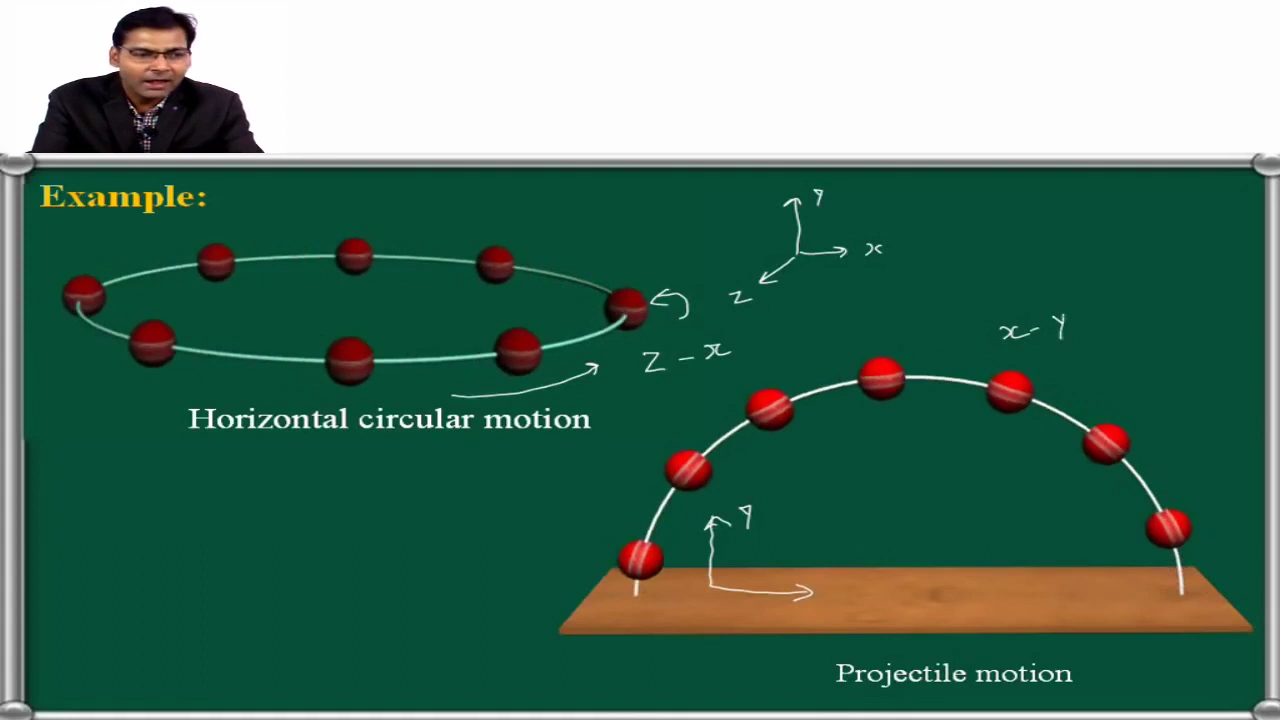 Example:
Y
x
z
z - x
Horizontal circular motion
x - y
y
Projectile motion